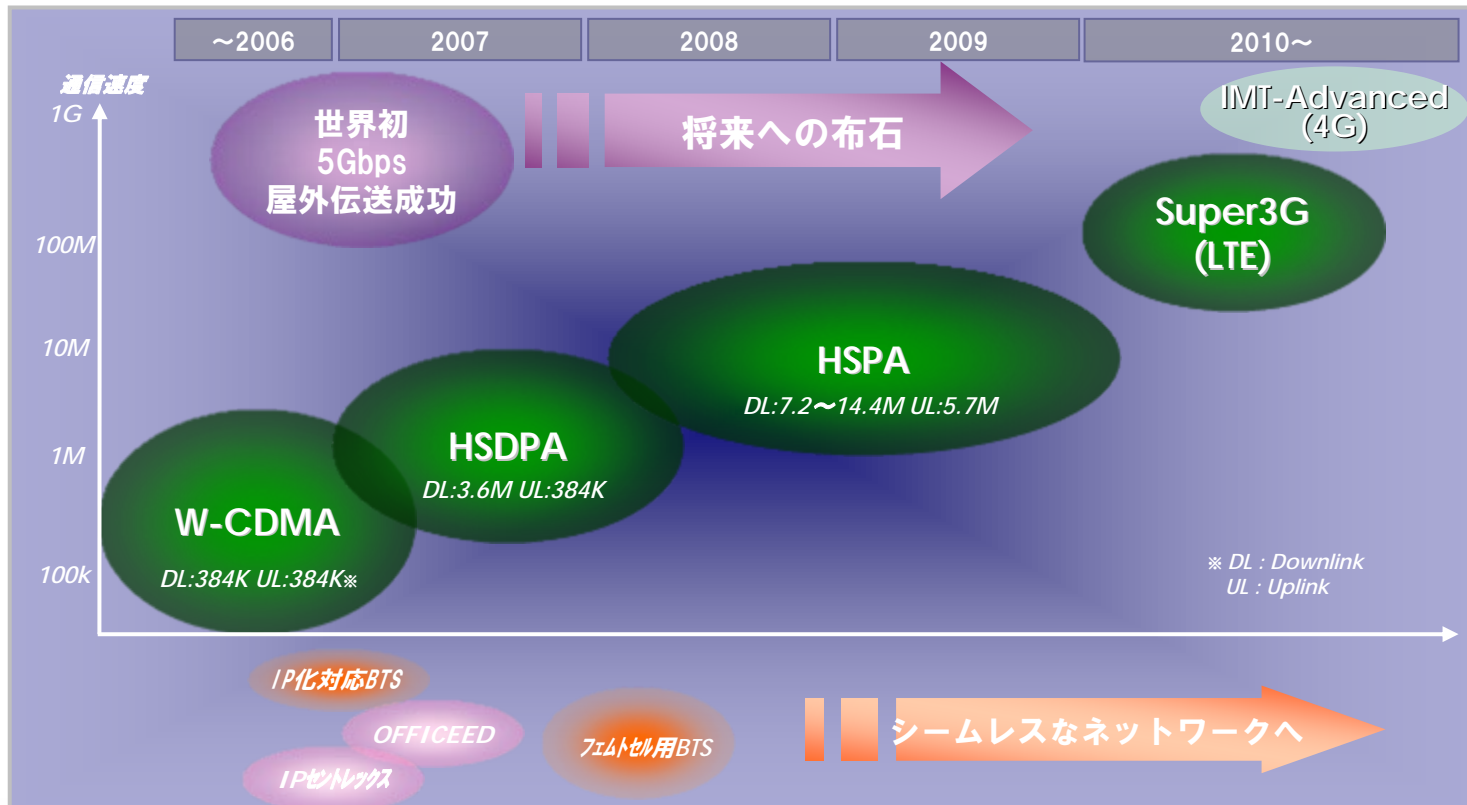 ～2006
2007
2008
2009
2010～
通信速度
1G
100M
10M
1M
100k
世界初
5Gbps
屋外伝送成功
将来への布石
IMT-Advanced
(4G)
Super3G
(LTE)
HSPA
DL:7.2～14.4M UL:5.7M
HSDPA
DL:3.6M UL:384K
W-CDMA
DL:384K UL:384K※
※ DL : Downlink
UL : Uplink
IP化対応BTS
OFFICEED
IPセントレックス
フェムトセル用BTS
シームレスなネットワークへ